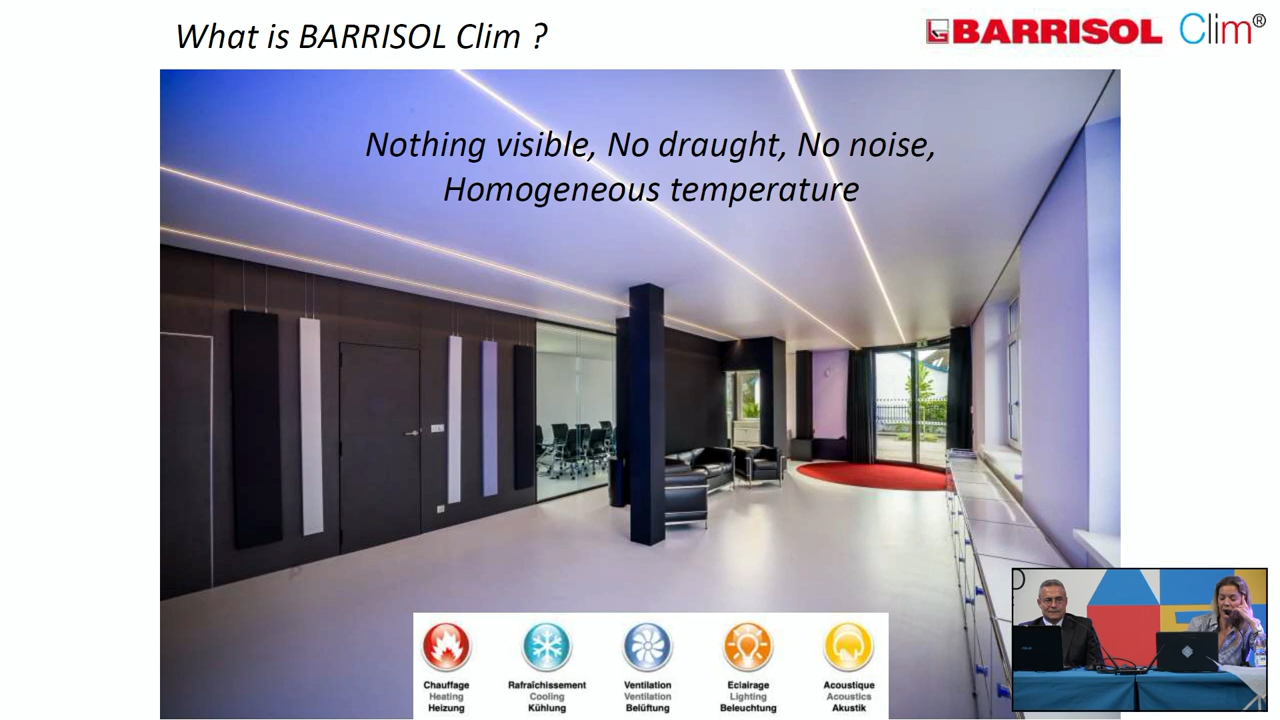 What is BARRISOL Clim ?
BARRISOL Clim®
Nothing visible, No draught, No noise,
Homogeneous temperature
Chauffage
Heating
Heizung
Rafraîchissement
Cooling
Kühlung
Ventilation
Ventilation
Belüftung
Eclairage
Lighting
Beleuchtung
Acoustique
Acoustics
Akustik